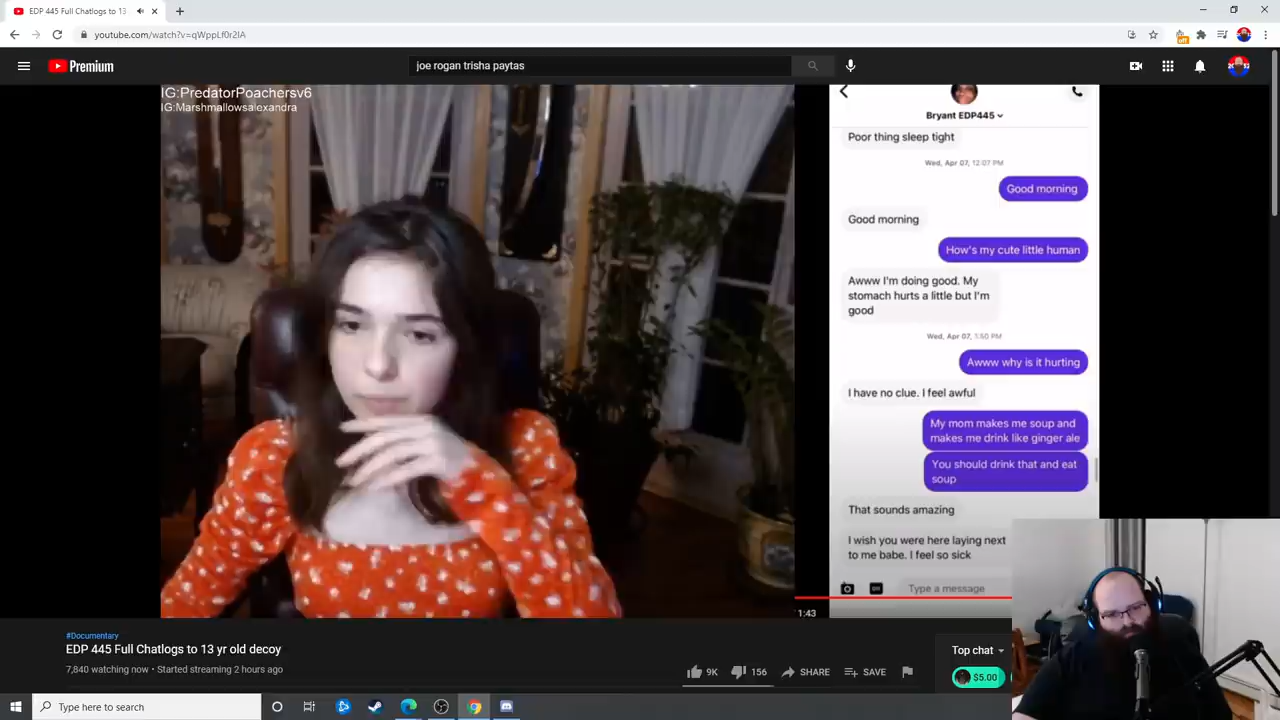 EDP 445 Full Chatlogs to 13
youtube.com/watch?v=qWppLf0r2IA
Premium
joe rogan trisha paytas
off
IG:PredatorPoachersv6
IG:Marshmallowsalexandra
Bryant EDP445
Poor thing sleep tight
Wed, Apr 07, 12:07 PM
Good morning
Good morning
How's my cute little human
Awww I'm doing good. My
stomach hurts a little but I'm
good
Wed, Apr 07, 1:50 PM
Awww why is it hurting
I have no clue. I feel awful
My mom makes me soup and
makes me drink like ginger ale
You should drink that and eat
soup
That sounds amazing
I wish you were here laying next
to me babe. I feel so sick
Type a message
1:43
#Documentary
EDP 445 Full Chatlogs to 13 yr old decoy
7,840 watching now • Started streaming 2 hours ago
9K
156
SHARE
SAVE
Top chat
$5.00
Type here to search